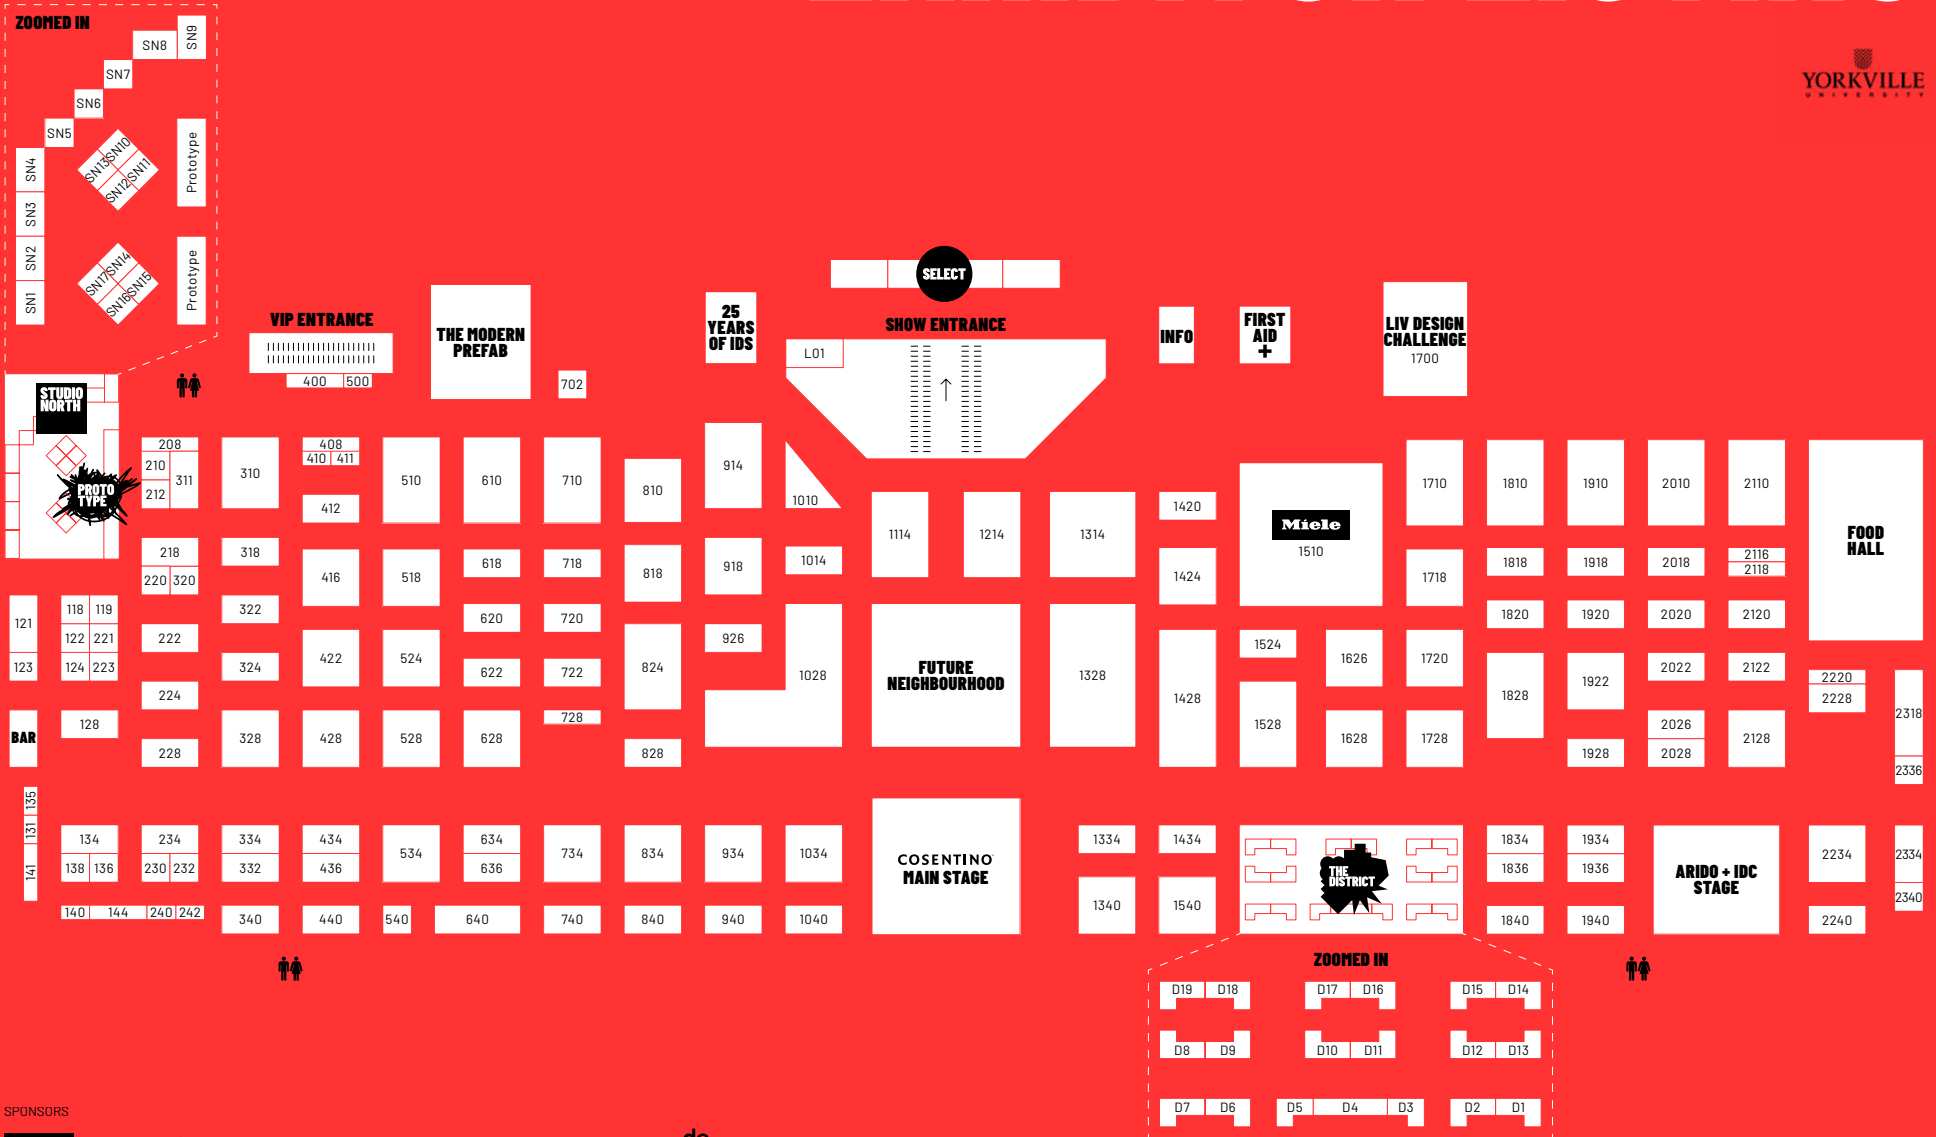 ZOOMED IN
SN9
SN8
SN7
SN6
SN5
SN4
SN3
SN2
SN1
SN10
SN13
SN11
SN12
Prototype
SN14
SN17
SN15
SN16
Prototype
YORKVILLE
UNIVERSITY
SELECT
SHOW ENTRANCE
VIP ENTRANCE
400 500
THE MODERN
PREFAB
702
25
YEARS
OF IDS
L01
INFO
FIRST
AID
+
LIV DESIGN
CHALLENGE
1700
STUDIO
NORTH
PROTO
TYPE
208
210
311
212
310
408
410 411
412
510
610
710
810
914
1010
1114
1214
1314
1420
Miele
1510
1710
1810
1910
2010
2110
FOOD
HALL
218
220 320
318
416
518
618
718
818
918
1014
1424
1718
1818
1918
2018
2116
2118
121
123
118 119
122 221
124 223
222
224
322
324
422
524
620
622
720
722
824
926
1028
FUTURE
NEIGHBOURHOOD
1328
1428
1524
1528
1626
1720
1820
1828
1920
1922
2020
2022
2120
2122
2220
2228
2318
2336
BAR
128
228
328
428
528
628
728
828
1628
1728
1928
2026
2028
2128
135
131
141
134
138 136
234
230 232
334
332
434
436
534
634
636
734
834
934
1034
COSENTINO
MAIN STAGE
1334
1340
1434
1540
THE
DISTRICT
1834
1836
1934
1936
ARIDO + IDC
STAGE
2234
2334
2340
140 144 240 242
340
440
540
640
740
840
940
1040
1840
1940
2240
ZOOMED IN
D19 D18 D17 D16 D15 D14
D8 D9 D10 D11 D12 D13
D7 D6 D5 D4 D3 D2 D1
SPONSORS